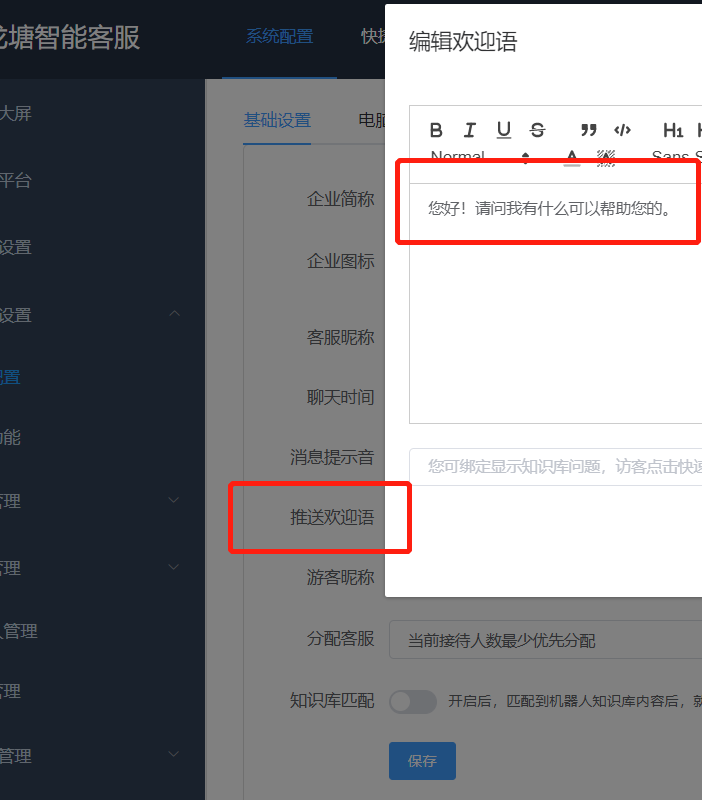 塘智能客服
系统配置
快捷
编辑欢迎语
大屏
平台
设置
设置
配置
功能
管理
管理
管理
管理
管理
基础设置
电脑
企业简称
企业图标
客服昵称
聊天时间
消息提示音
推送欢迎语
游客昵称
分配客服
当前接待人数最少优先分配
知识库匹配
开启后，匹配到机器人知识库内容后，就
保存
H1
Normal
Sans S
您好！请问我有什么可以帮助您的。
您可绑定显示知识库问题，访客点击快速